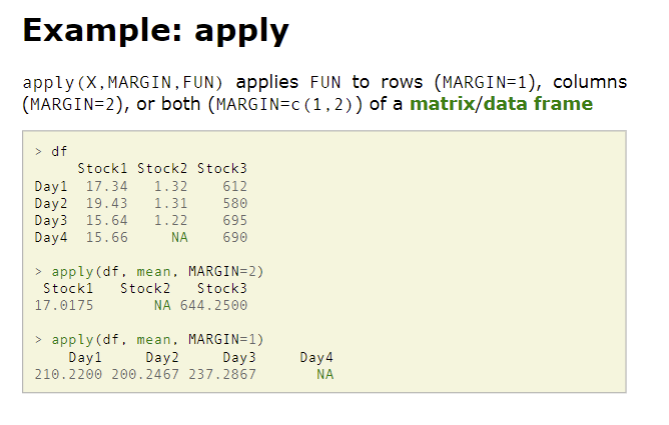 Example: apply
apply(X,MARGIN,FUN) applies FUN to rows (MARGIN=1), columns
(MARGIN=2), or both (MARGIN=c(1,2)) of a matrix/data frame
> df
Stock1 Stock2 Stock3
Day1 17.34 1.32 612
Day2 19.43 1.31 580
Day3 15.64 1.22 695
Day4 15.66 NA 690
> apply(df, mean, MARGIN=2)
Stock1 Stock2 Stock3
17.0175 NA 644.2500
> apply(df, mean, MARGIN=1)
Day1 Day2 Day3 Day4
210.2200 200.2467 237.2867 NA